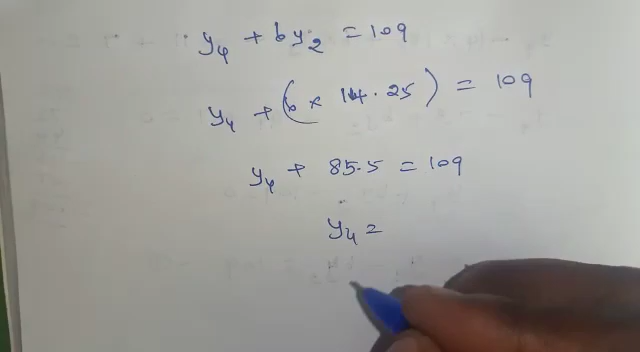 y₄ + 6y₂ = 109
y₄ + (6 × 14.25) = 109
y₄ + 85.5 = 109
y₄ =